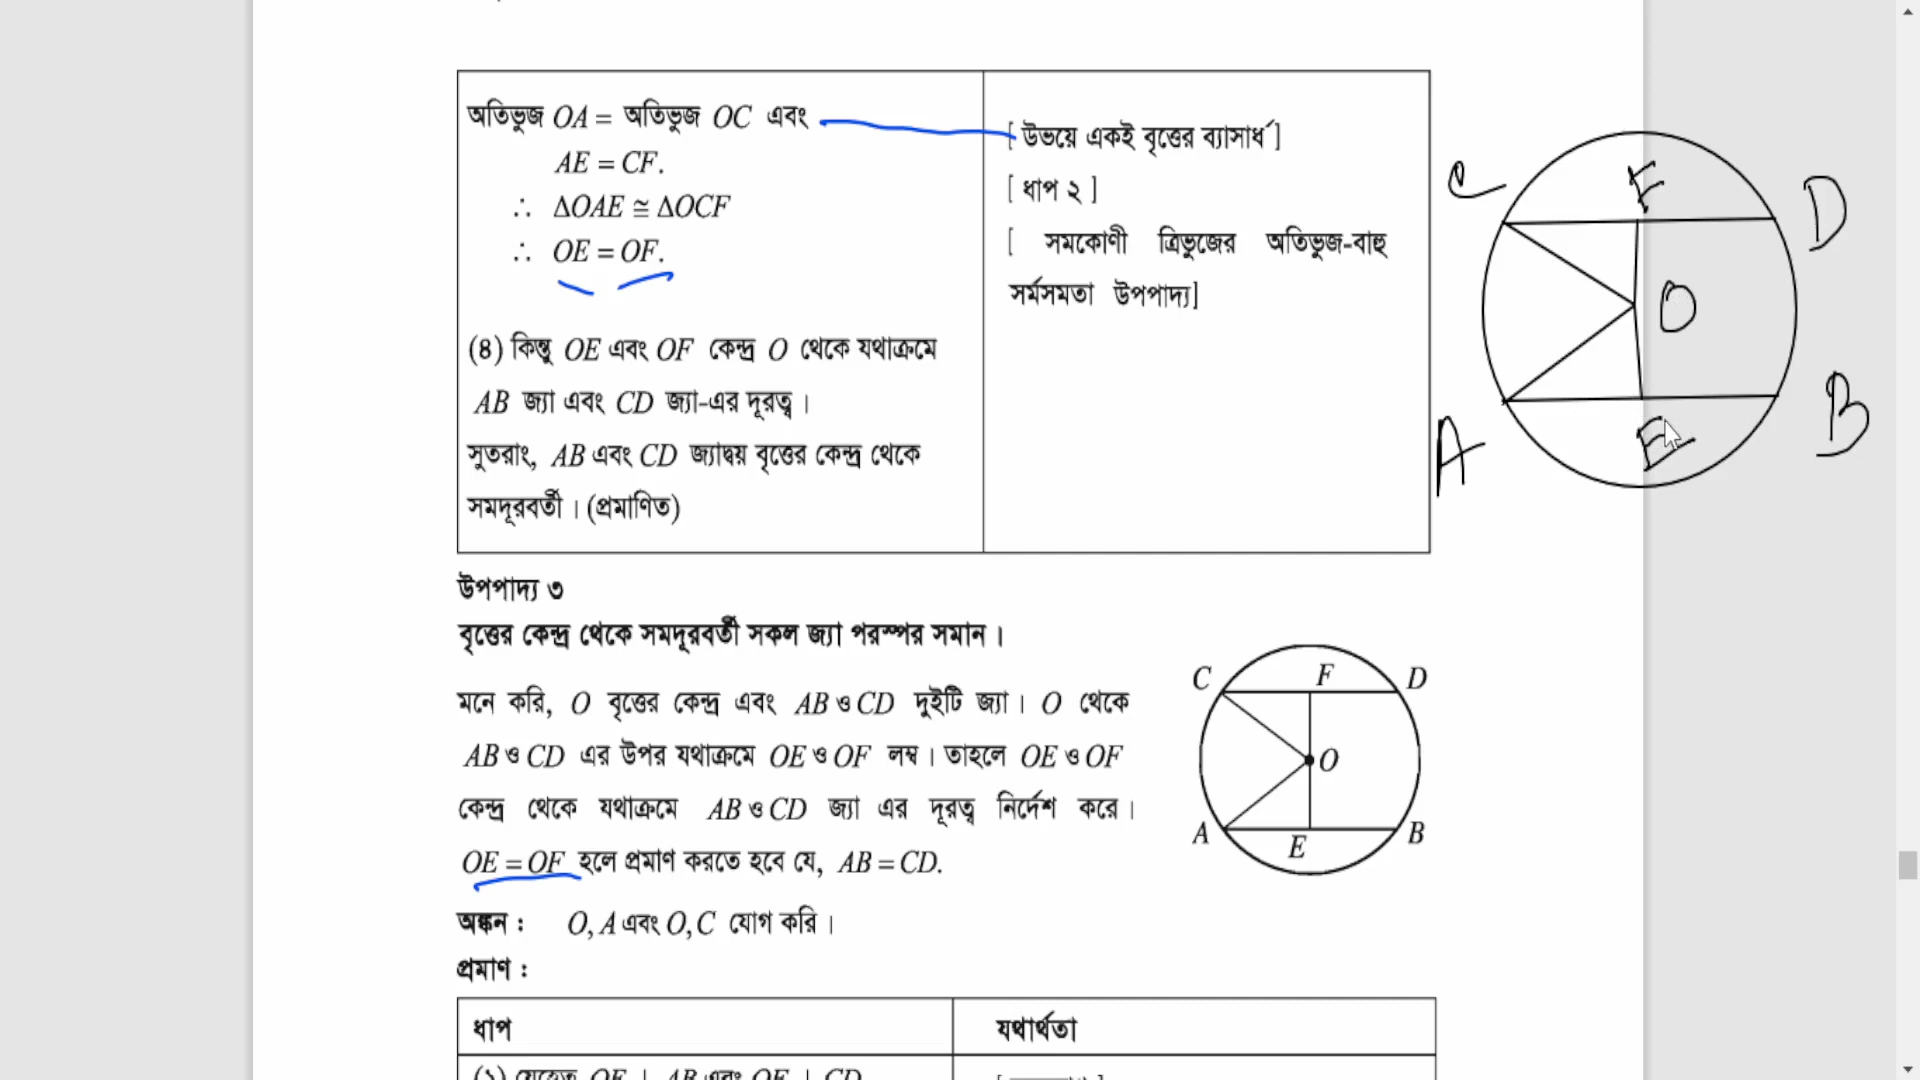 অতিভুজ OA = অতিভুজ OC এবং
AE = CF.
∴ ΔOAE ≅ ΔOCF
∴ OE = OF.
(৪) কিন্তু OE এবং OF কেন্দ্র O থেকে যথাক্রমে
AB জ্যা এবং CD জ্যা-এর দূরত্ব।
সুতরাং, AB এবং CD জ্যাদ্বয় বৃত্তের কেন্দ্র থেকে
সমদূরবর্তী। (প্রমাণিত)
[ উভয়ে একই বৃত্তের ব্যাসার্ধ]
[ ধাপ ২ ]
[ সমকোণী ত্রিভুজের অতিভুজ-বাহু
সর্মসমতা উপপাদ্য]
C F D
O
A E B
উপপাদ্য ৩
বৃত্তের কেন্দ্র থেকে সমদূরবর্তী সকল জ্যা পরস্পর সমান।
মনে করি, O বৃত্তের কেন্দ্র এবং AB ও CD দুইটি জ্যা। O থেকে
AB ও CD এর উপর যথাক্রমে OE ও OF লম্ব। তাহলে OE ও OF
কেন্দ্র থেকে যথাক্রমে AB ও CD জ্যা এর দূরত্ব নির্দেশ করে।
OE = OF হলে প্রমাণ করতে হবে যে, AB = CD.
C F D
O
A E B
অঙ্কন : O, A এবং O, C যোগ করি।
প্রমাণ :
ধাপ যথার্থতা